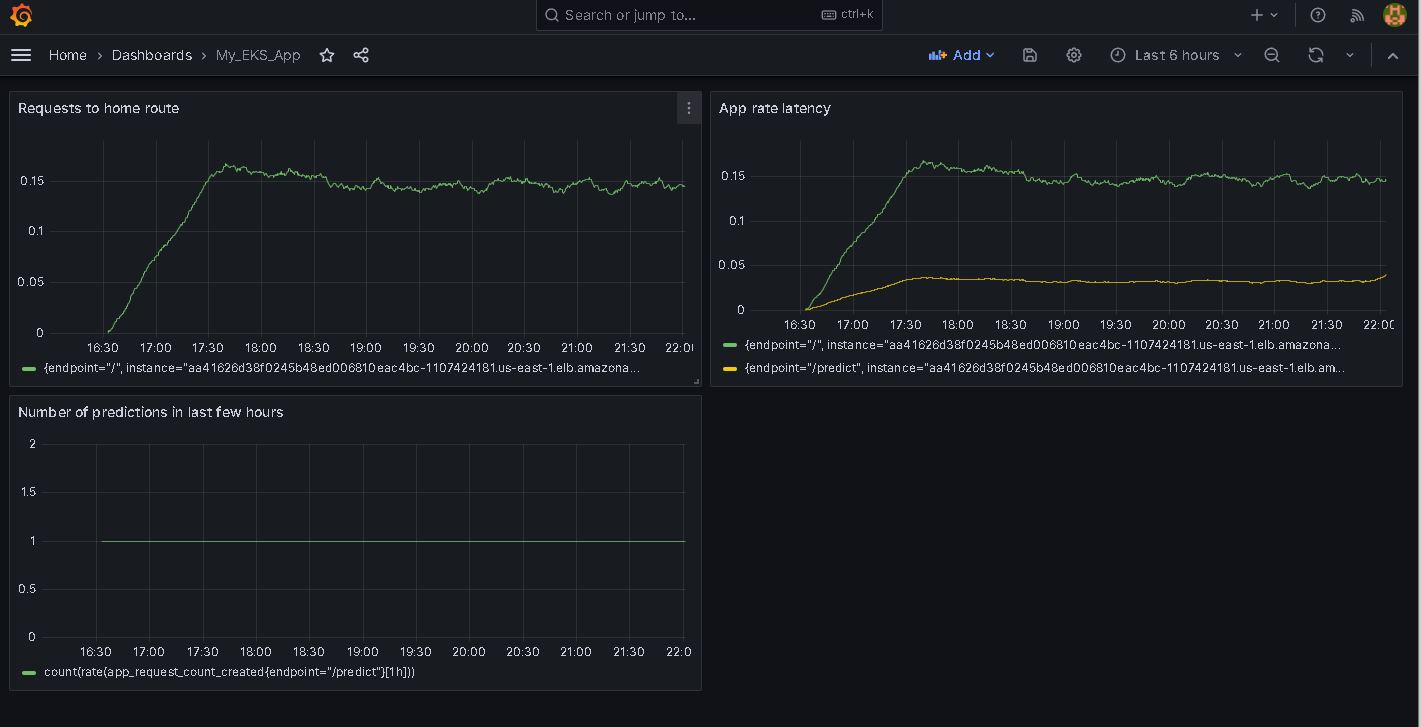 Search or jump to... ctrl+k
Home › Dashboards › My_EKS_App Add Last 6 hours
Requests to home route
0.15
0.1
0.05
0
16:30 17:00 17:30 18:00 18:30 19:00 19:30 20:00 20:30 21:00 21:30 22:0
{endpoint="/", instance="aa41626d38f0245b48ed006810eac4bc-1107424181.us-east-1.elb.amazona...
App rate latency
0.15
0.1
0.05
0
16:30 17:00 17:30 18:00 18:30 19:00 19:30 20:00 20:30 21:00 21:30 22:00
{endpoint="/", instance="aa41626d38f0245b48ed006810eac4bc-1107424181.us-east-1.elb.amazona...
{endpoint="/predict", instance="aa41626d38f0245b48ed006810eac4bc-1107424181.us-east-1.elb.am...
Number of predictions in last few hours
2
1.5
1
0.5
0
16:30 17:00 17:30 18:00 18:30 19:00 19:30 20:00 20:30 21:00 21:30 22:0
count(rate(app_request_count_created{endpoint="/predict"}[1h]))